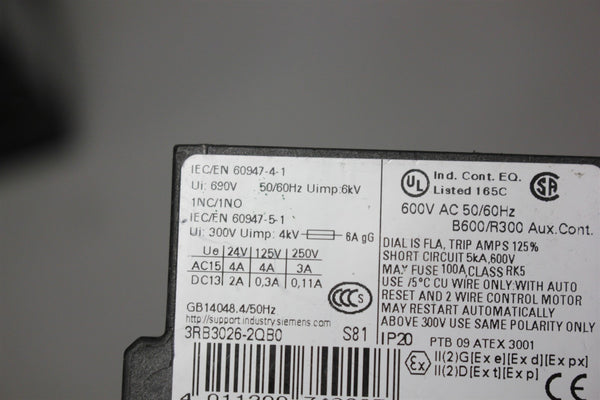 IEC/EN 60947-4-1
Ui: 690V 50/60Hz Uimp:6kV
1NC/1NO
IEC/EN 60947-5-1
Ui: 300V Uimp: 4kV 6A gG
Ue 24V 125V 250V
AC15 4A 4A 3A
DC13 2A 0,3A 0,11A
GB14048.4/50Hz
http://support.industry.siemens.com
3RB3026-2QB0 S81
UL Ind. Cont. EQ.
Listed 165C
600V AC 50/60Hz
B600/R300 Aux.Cont.
DIAL IS FLA, TRIP AMPS 125%
SHORT CIRCUIT 5kA,600V
MAX FUSE 100A,CLASS RK5
USE 75°C CU WIRE ONLY:WITH AUTO
RESET AND 2 WIRE CONTROL MOTOR
MAY RESTART AUTOMATICALLY
ABOVE 300V USE SAME POLARITY ONLY
IP20 PTB 09 ATEX 3001
Ex II(2)G[Ex e][Ex d][Ex px]
II(2)D[Ex t][Ex p]
CE